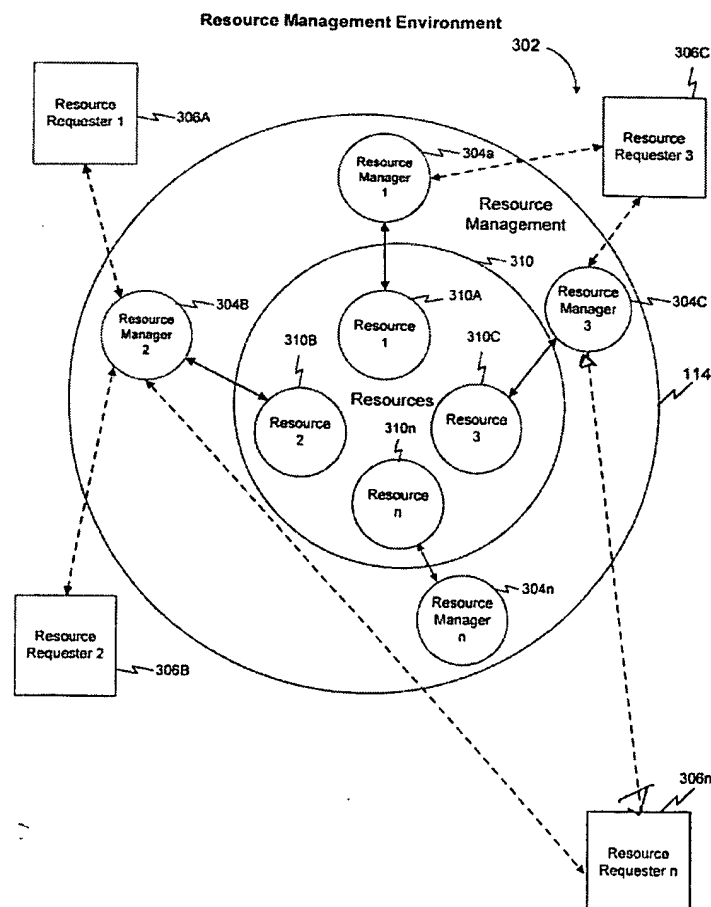 Resource Management Environment
302
306C
Resource
Requester 1
306A
Resource
Requester 3
304a
Resource
Manager
1
Resource
Management
310
310A
Resource
1
304B
Resource
Manager
2
310B
310C
Resource
Manager
3
304C
114
Resources
Resource
2
Resource
3
310n
Resource
n
304n
Resource
Manager
n
Resource
Requester 2
306B
306n
Resource
Requester n